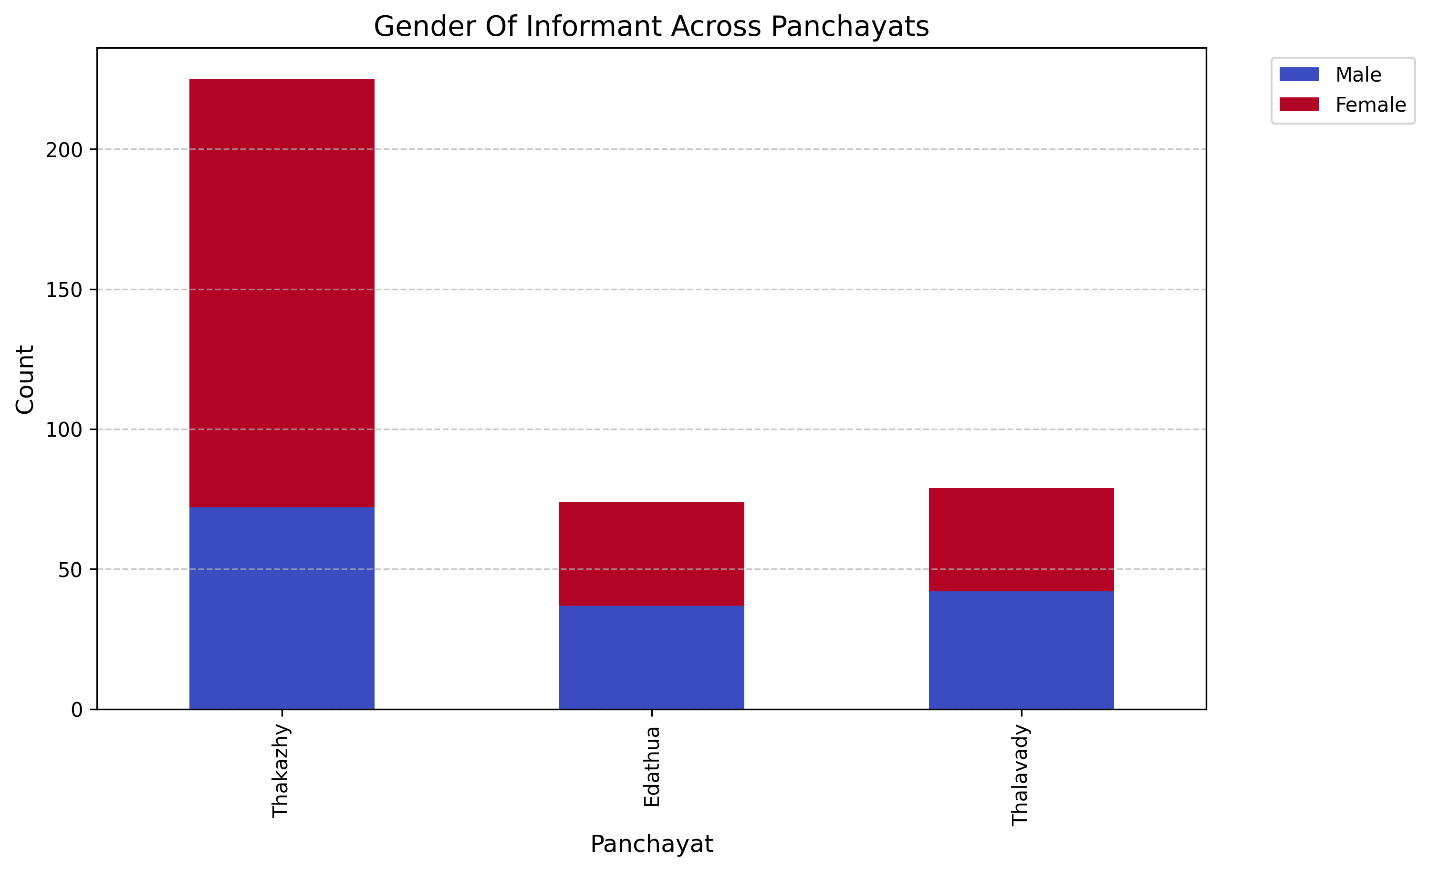 Gender Of Informant Across Panchayats
Male
Female
Count
200
150
100
50
0
Thakazhy
Edathua
Thalavady
Panchayat